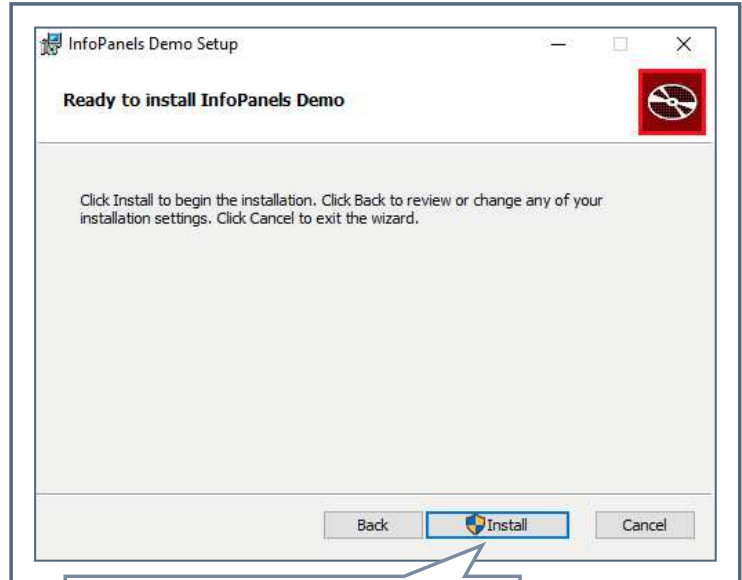 InfoPanels Demo Setup
Ready to install InfoPanels Demo
Click Install to begin the installation. Click Back to review or change any of your
installation settings. Click Cancel to exit the wizard.
Back Install Cancel